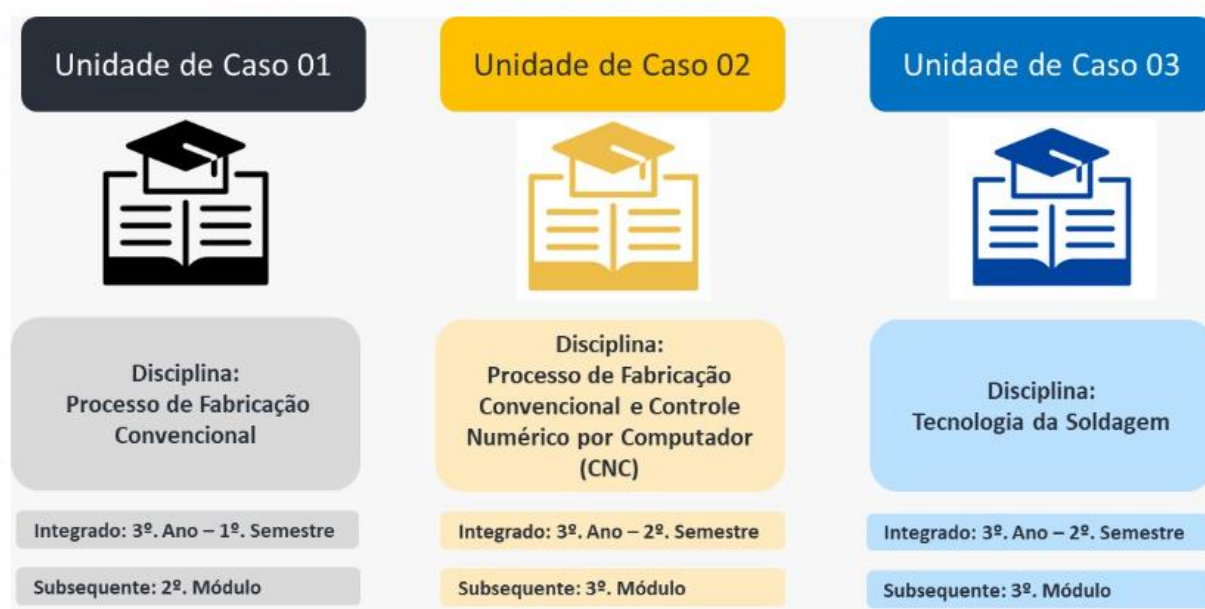 Unidade de Caso 01
Disciplina:
Processo de Fabricação
Convencional
Integrado: 3º. Ano – 1º. Semestre
Subsequente: 2º. Módulo
Unidade de Caso 02
Disciplina:
Processo de Fabricação
Convencional e Controle
Numérico por Computador
(CNC)
Integrado: 3º. Ano – 2º. Semestre
Subsequente: 3º. Módulo
Unidade de Caso 03
Disciplina:
Tecnologia da Soldagem
Integrado: 3º. Ano – 2º. Semestre
Subsequente: 3º. Módulo